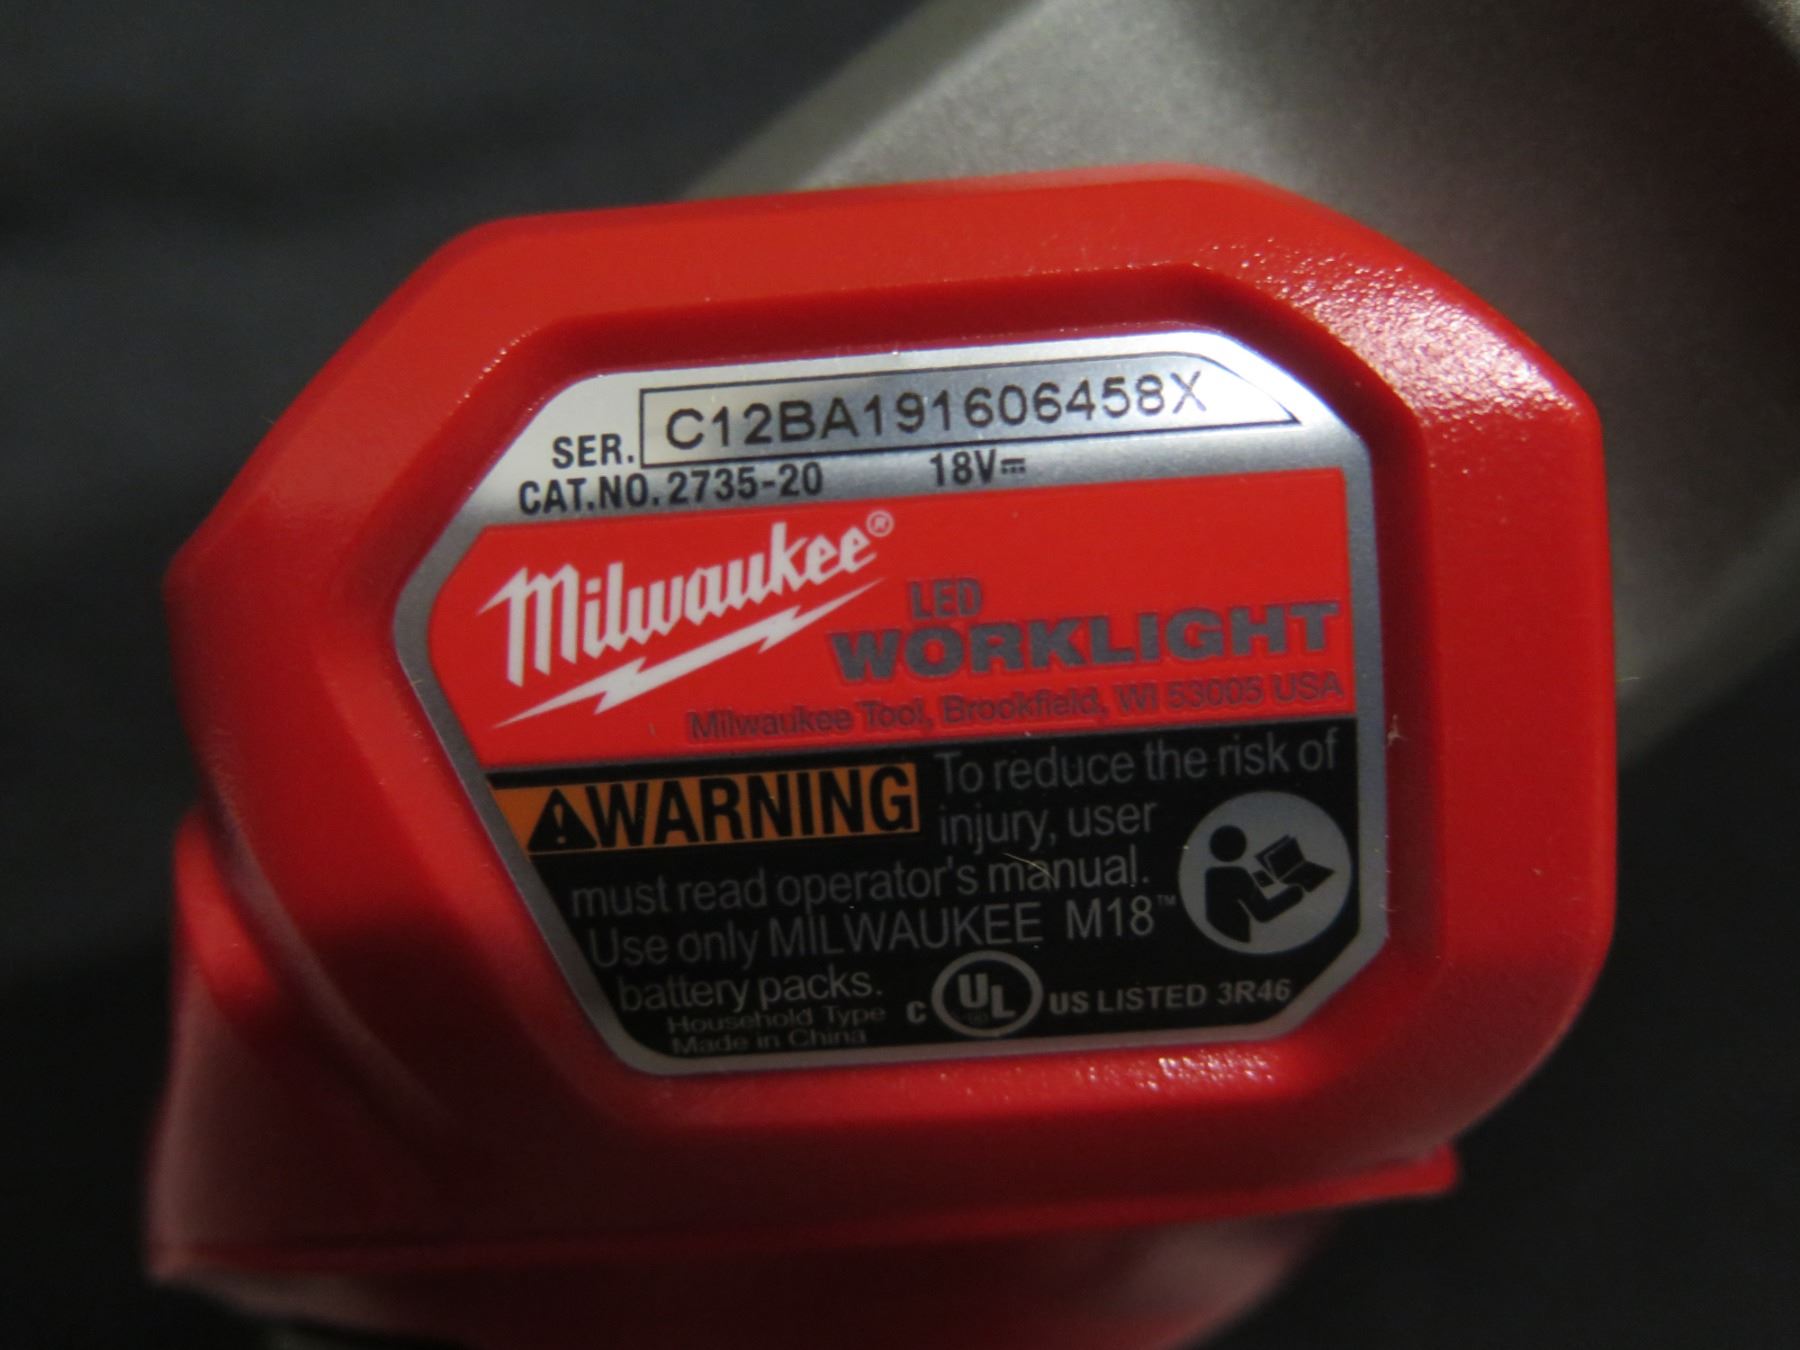 SER. C12BA191606458X
CAT.NO. 2735-20 18V⎓
Milwaukee®
LED
WORKLIGHT
Milwaukee Tool, Brookfield, WI 53005 USA
WARNING To reduce the risk of
injury, user
must read operator's manual.
Use only MILWAUKEE M18™
battery packs.
Household Type
Made in China
C UL US LISTED 3R46